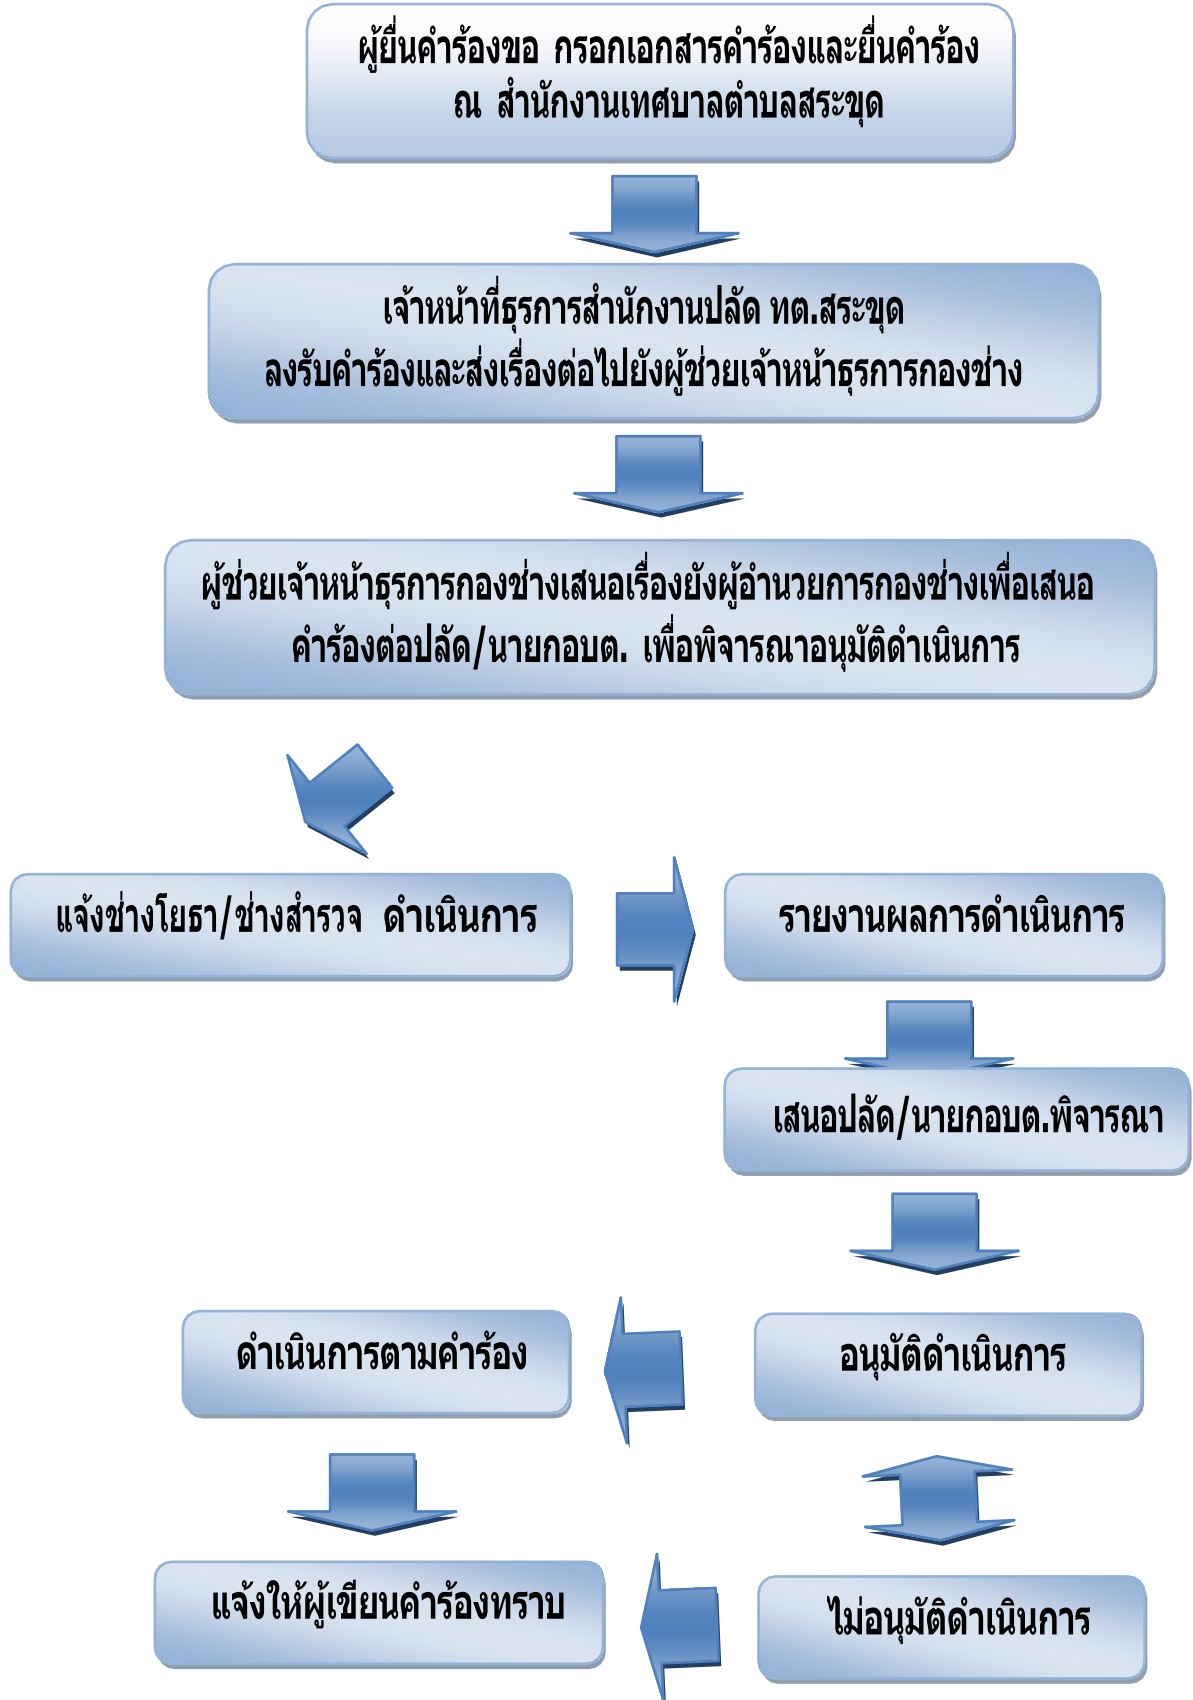 ผู้ยื่นคำร้องขอ กรอกเอกสารคำร้องและยื่นคำร้อง
ณ สำนักงานเทศบาลตำบลสระขุด
เจ้าหน้าที่ธุรการสำนักงานปลัด ทต.สระขุด
ลงรับคำร้องและส่งเรื่องต่อไปยังผู้ช่วยเจ้าหน้าธุรการกองช่าง
ผู้ช่วยเจ้าหน้าธุรการกองช่างเสนอเรื่องยังผู้อำนวยการกองช่างเพื่อเสนอ
คำร้องต่อปลัด/นายกอบต. เพื่อพิจารณาอนุมัติดำเนินการ
แจ้งช่างโยธา/ช่างสำรวจ ดำเนินการ
รายงานผลการดำเนินการ
เสนอปลัด/นายกอบต.พิจารณา
อนุมัติดำเนินการ
ดำเนินการตามคำร้อง
ไม่อนุมัติดำเนินการ
แจ้งให้ผู้เขียนคำร้องทราบ